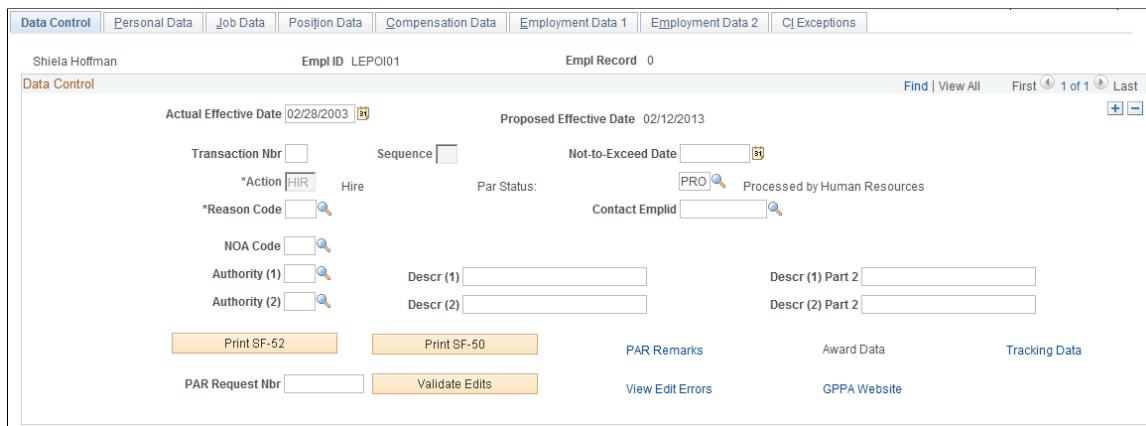 Data Control Personal Data Job Data Position Data Compensation Data Employment Data 1 Employment Data 2 CI Exceptions
Shiela Hoffman Empl ID LEPOI01 Empl Record 0
Data Control Find | View All First 1 of 1 Last
Actual Effective Date 02/28/2003 Proposed Effective Date 02/12/2013
Transaction Nbr Sequence Not-to-Exceed Date
*Action HIR Hire Par Status: PRO Processed by Human Resources
*Reason Code Contact Emplid
NOA Code
Authority (1) Descr (1) Descr (1) Part 2
Authority (2) Descr (2) Descr (2) Part 2
Print SF-52 Print SF-50 PAR Remarks Award Data Tracking Data
PAR Request Nbr Validate Edits View Edit Errors GPPA Website